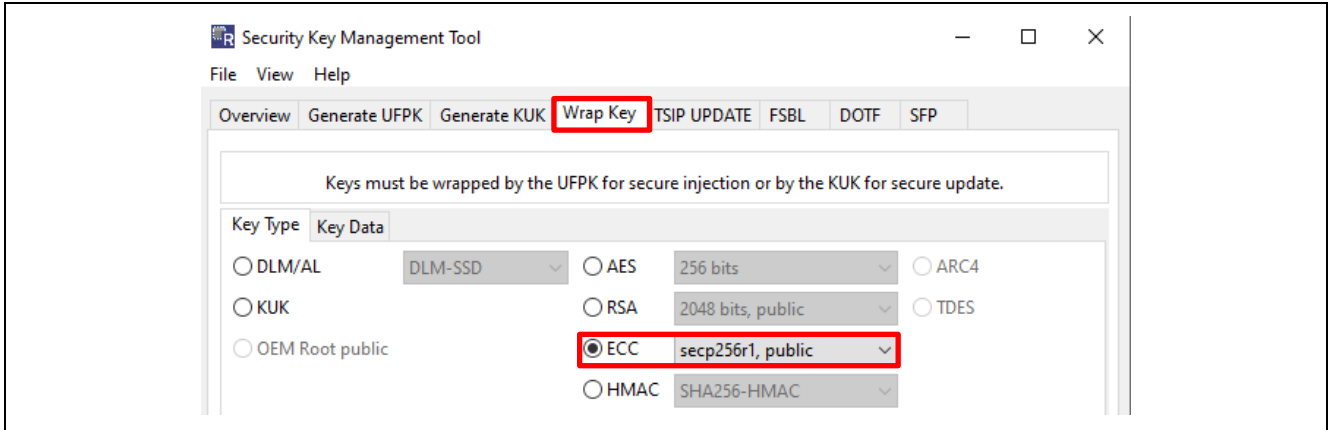 Security Key Management Tool
File View Help
Overview Generate UFPK Generate KUK Wrap Key TSIP UPDATE FSBL DOTF SFP
Keys must be wrapped by the UFPK for secure injection or by the KUK for secure update.
Key Type Key Data
DLM/AL DLM-SSD AES 256 bits ARC4
KUK RSA 2048 bits, public TDES
OEM Root public ECC secp256r1, public
HMAC SHA256-HMAC